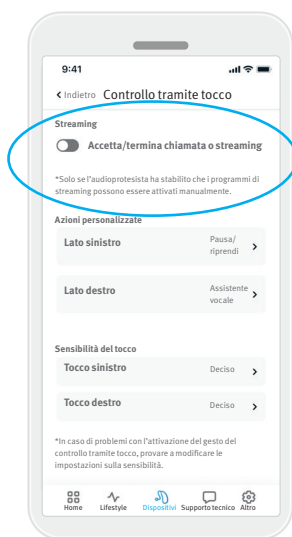 9:41
Indietro Controllo tramite tocco
Streaming
Accetta/termina chiamata o streaming
*Solo se l'audioprotesista ha stabilito che i programmi di
streaming possono essere attivati manualmente.
Azioni personalizzate
Lato sinistro Pausa/
riprendi
Lato destro Assistente
vocale
Sensibilità del tocco
Tocco sinistro Deciso
Tocco destro Deciso
*In caso di problemi con l'attivazione del gesto del
controllo tramite tocco, provare a modificare le
impostazioni sulla sensibilità.
Home Lifestyle Dispositivi Supporto tecnico Altro